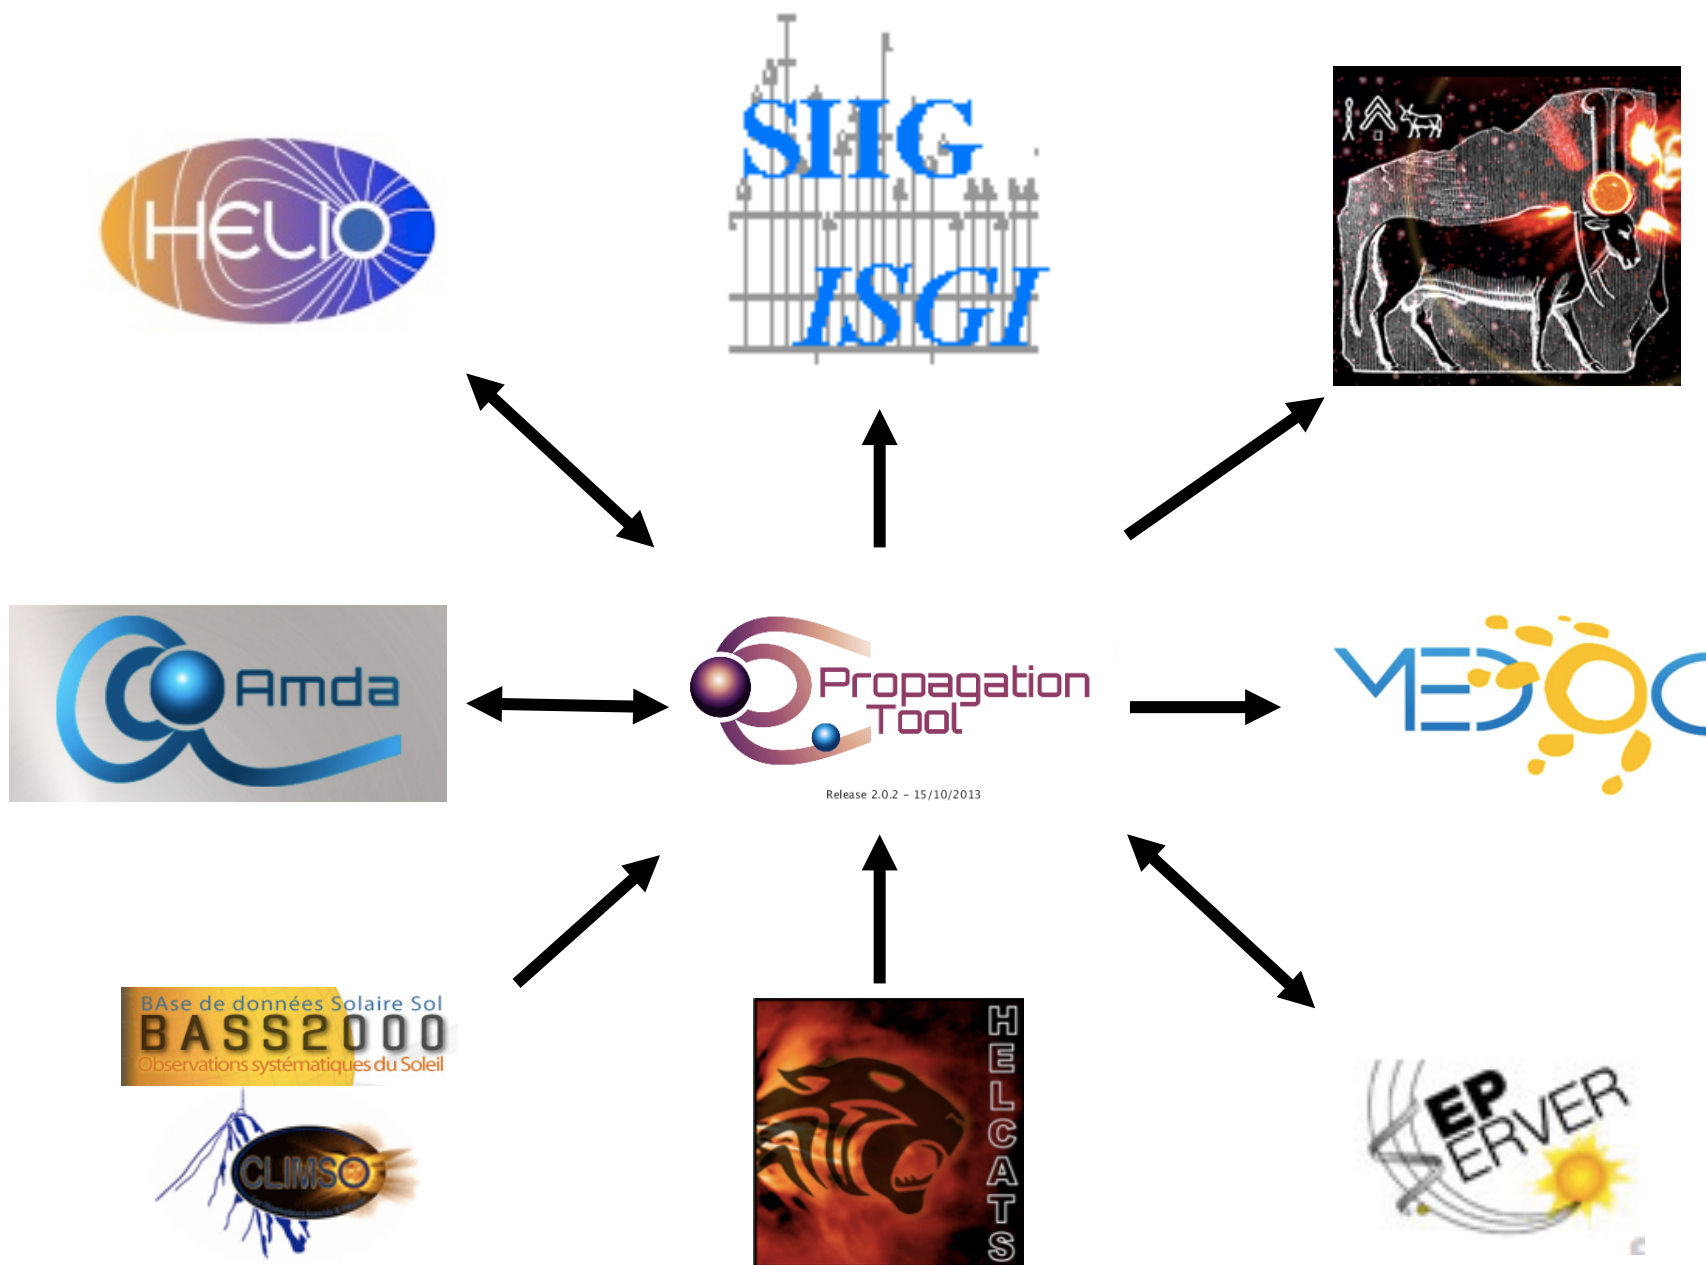 HELIO
SIIG
ISGI
Amda
Propagation
Tool
Release 2.0.2 – 15/10/2013
MEDOC
BAse de données Solaire Sol
BASS2000
Observations systématiques du Soleil
CLIMSO
HELCATS
EP
SERVER